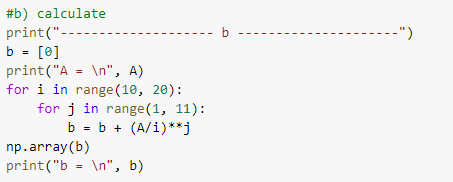 #b) calculate
print("-------------------- b ---------------------")
b = [0]
print("A = \n", A)
for i in range(10, 20):
    for j in range(1, 11):
        b = b + (A/i)**j
np.array(b)
print("b = \n", b)